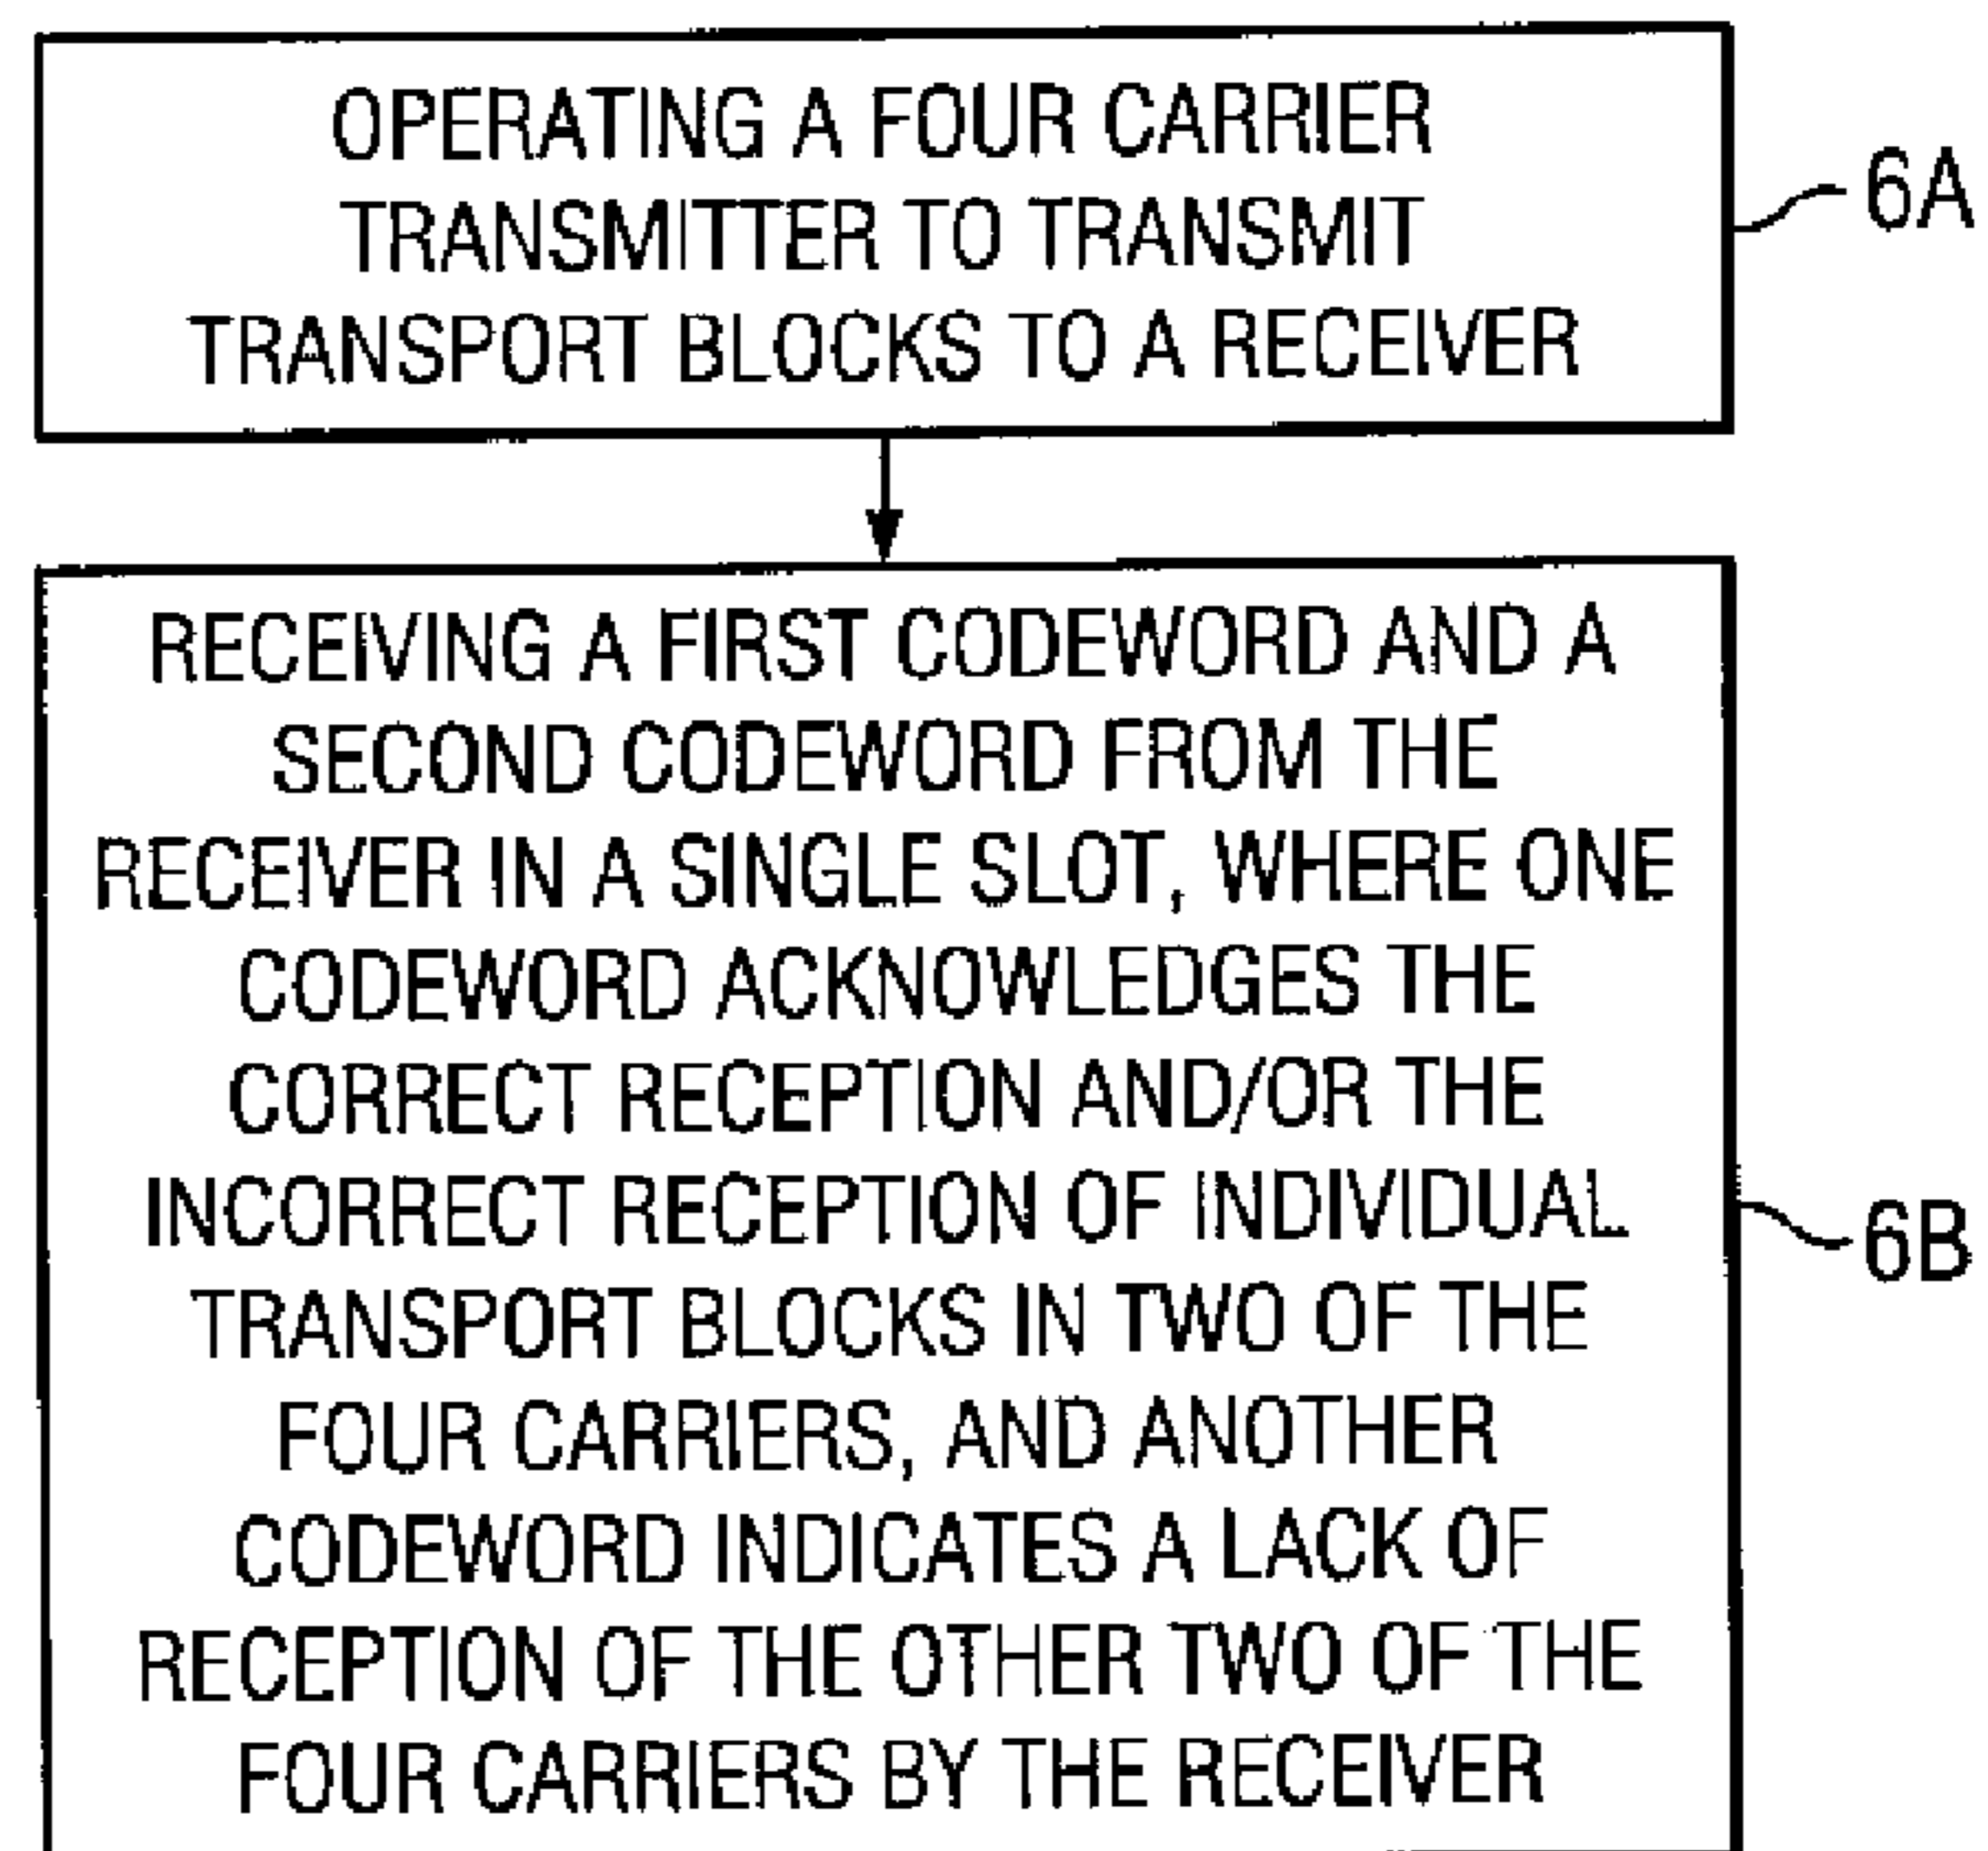 OPERATING A FOUR CARRIER
TRANSMITTER TO TRANSMIT
TRANSPORT BLOCKS TO A RECEIVER
6A
RECEIVING A FIRST CODEWORD AND A
SECOND CODEWORD FROM THE
RECEIVER IN A SINGLE SLOT, WHERE ONE
CODEWORD ACKNOWLEDGES THE
CORRECT RECEPTION AND/OR THE
INCORRECT RECEPTION OF INDIVIDUAL
TRANSPORT BLOCKS IN TWO OF THE
FOUR CARRIERS, AND ANOTHER
CODEWORD INDICATES A LACK OF
RECEPTION OF THE OTHER TWO OF THE
FOUR CARRIERS BY THE RECEIVER
6B